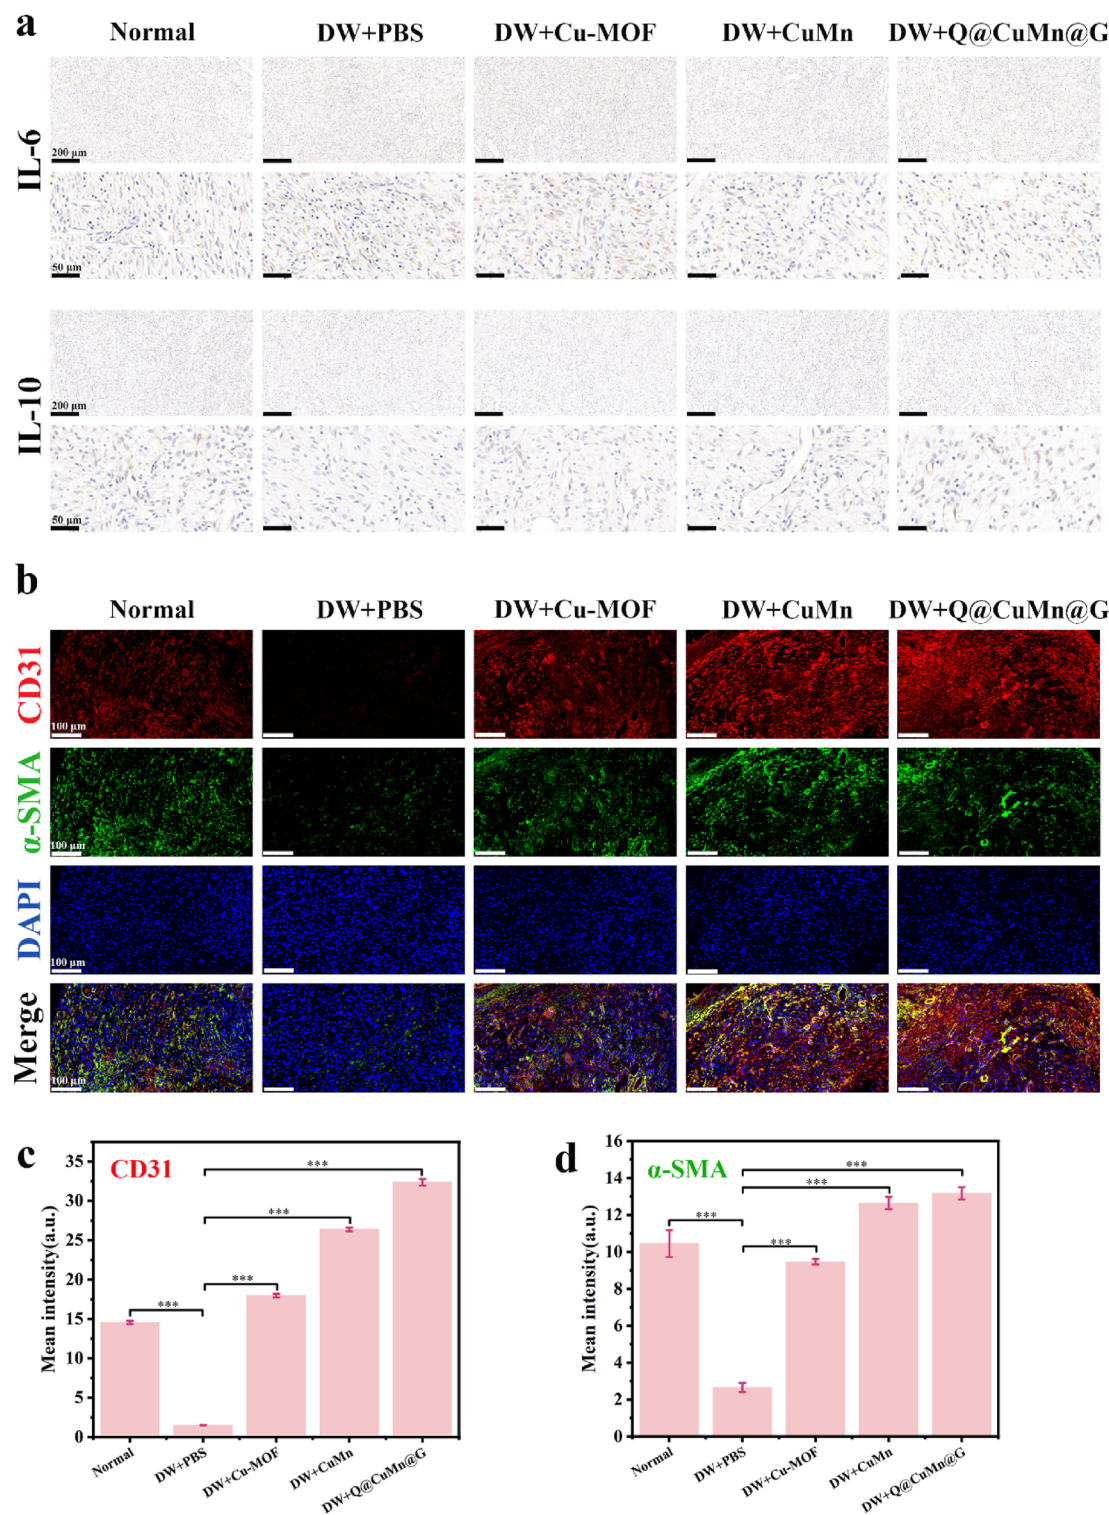 a
Normal DW+PBS DW+Cu-MOF DW+CuMn DW+Q@CuMn@G
IL-6
200 μm
50 μm
IL-10
200 μm
50 μm
b
Normal DW+PBS DW+Cu-MOF DW+CuMn DW+Q@CuMn@G
CD31
100 μm
α-SMA
100 μm
DAPI
100 μm
Merge
100 μm
c
CD31
Mean intensity(a.u.)
35
30
25
20
15
10
5
0
***
***
***
***
Normal
DW+PBS
DW+Cu-MOF
DW+CuMn
DW+Q@CuMn@G
d
α-SMA
Mean intensity(a.u.)
16
14
12
10
8
6
4
2
0
***
***
***
***
Normal
DW+PBS
DW+Cu-MOF
DW+CuMn
DW+Q@CuMn@G